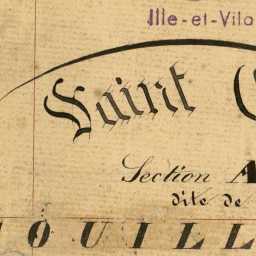 Ille-et-Vila
Saint
Section A
dite de
OUILL